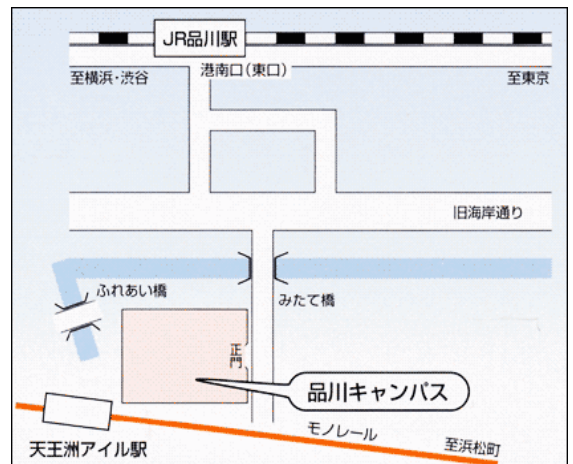 JR品川駅
港南口（東口）
至横浜・渋谷
至東京
旧海岸通り
ふれあい橋
みたて橋
正門
品川キャンパス
モノレール
至浜松町
天王洲アイル駅